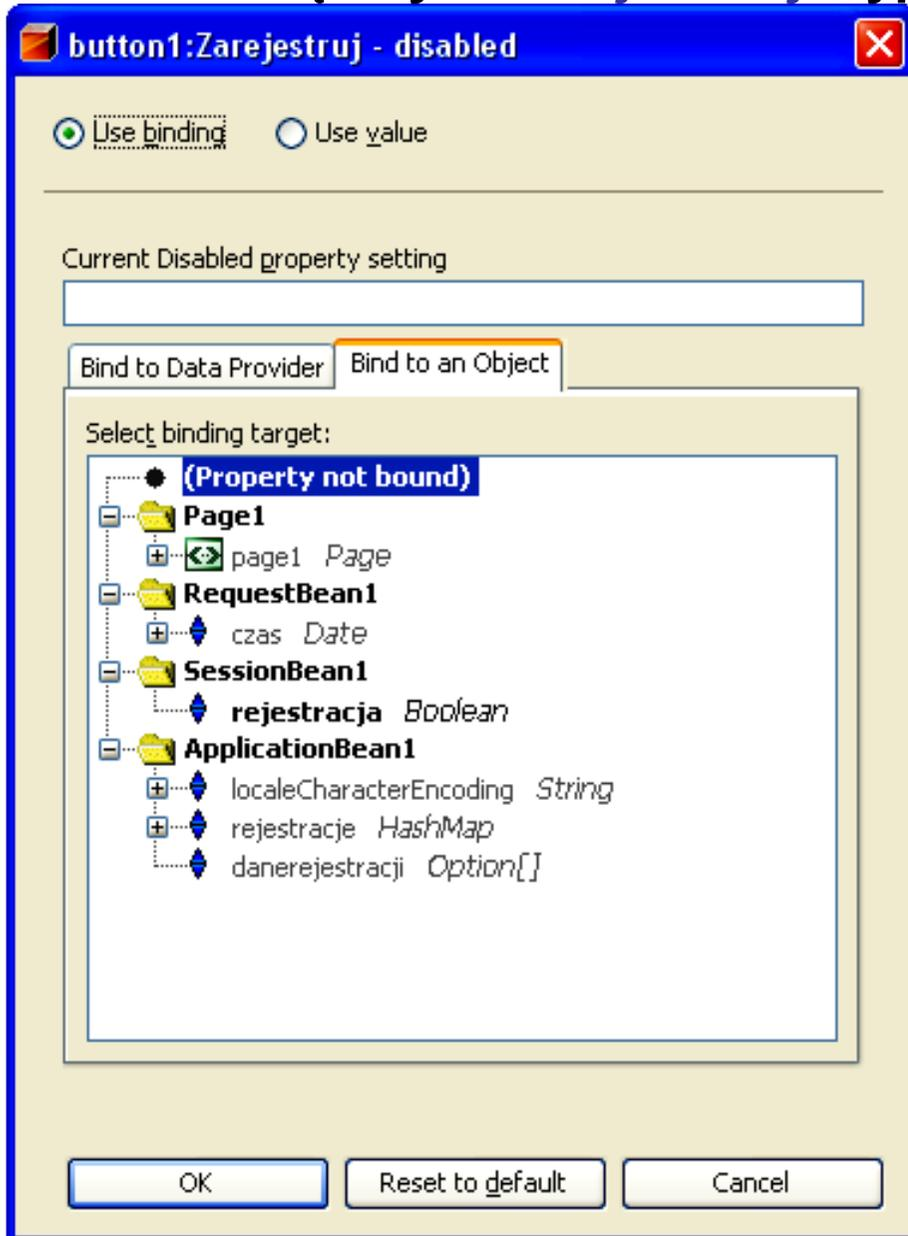 button1:Zarejestruj - disabled
Use binding Use value
Current Disabled property setting
Bind to Data Provider Bind to an Object
Select binding target:
(Property not bound)
Page1
page1 Page
RequestBean1
czas Date
SessionBean1
rejestracja Boolean
ApplicationBean1
localeCharacterEncoding String
rejestracje HashMap
danerejestracji Option[]
OK Reset to default Cancel